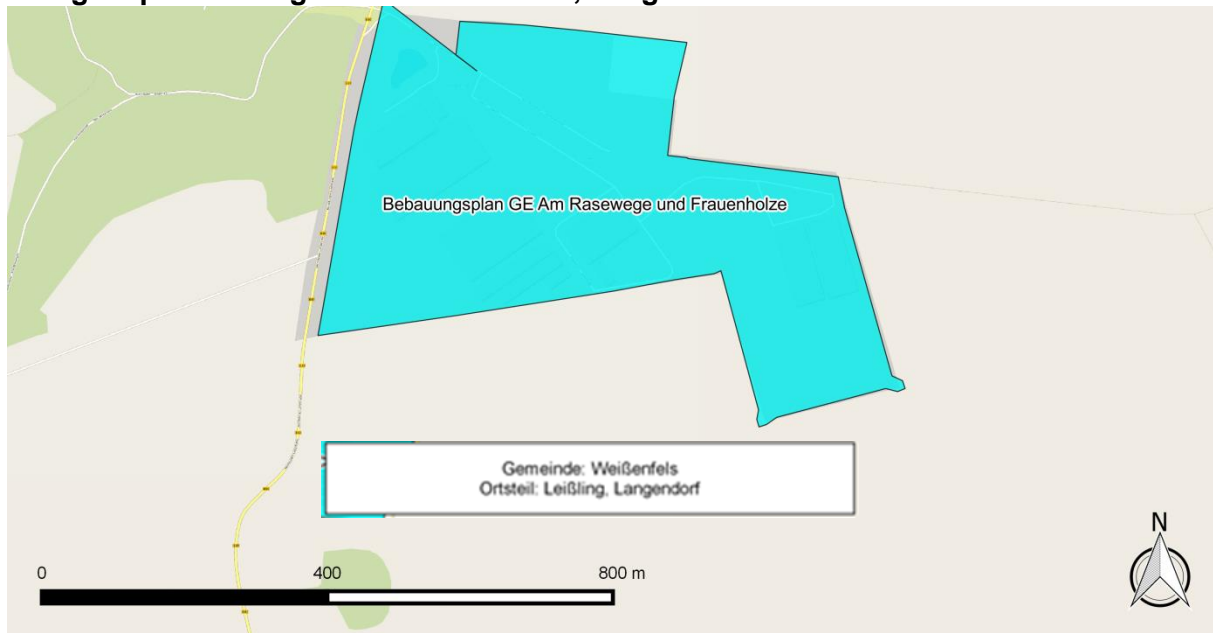 Bebauungsplan GE Am Rasewege und Frauenholze
Gemeinde: Weißenfels
Ortsteil: Leißling, Langendorf
N
0 400 800 m